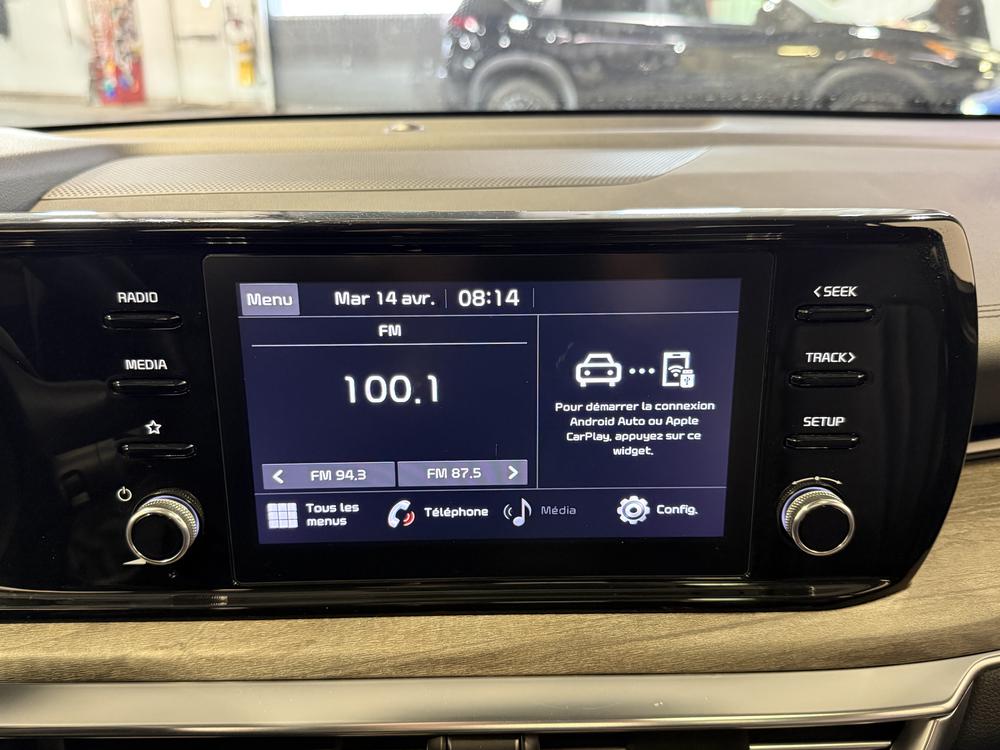 RADIO
MEDIA
Menu
Mar 14 avr.
08:14
FM
100.1
< FM 94.3
FM 87.5 >
Pour démarrer la connexion
Android Auto ou Apple
CarPlay, appuyez sur ce
widget.
Tous les
menus
Téléphone
Média
Config.
<SEEK
TRACK>
SETUP